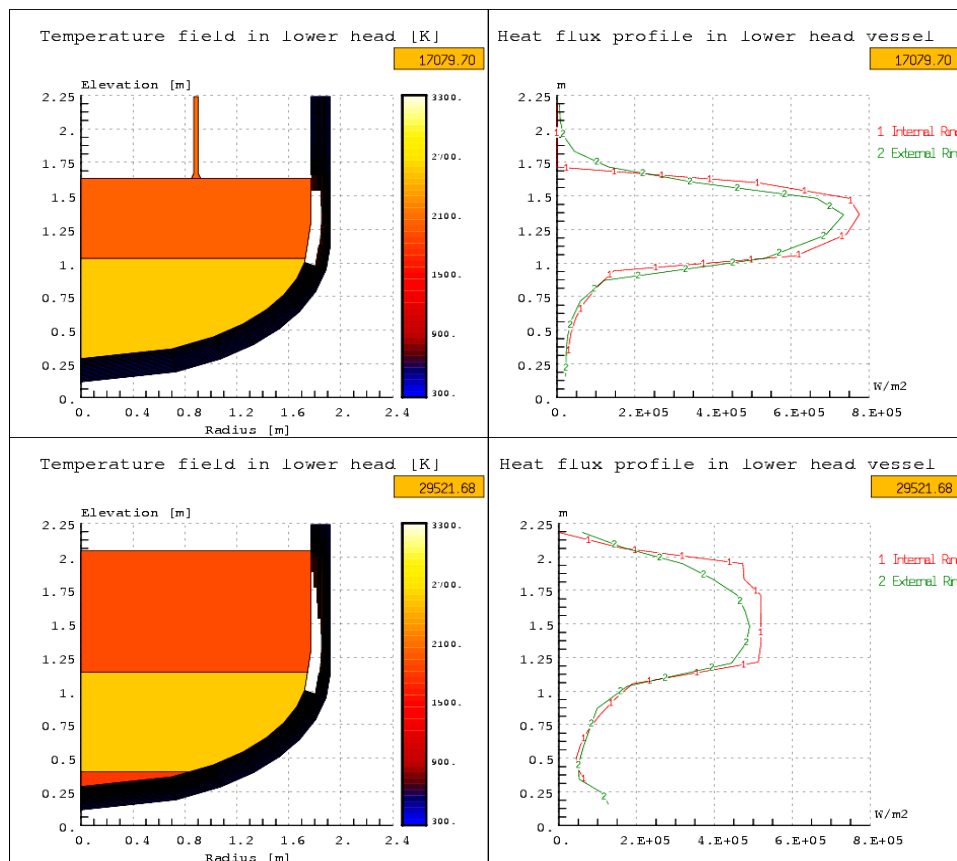 Temperature field in lower head [K]
17079.70
Elevation [m]
2.25
2.
1.75
1.5
1.25
1.
0.75
0.5
0.25
0.
0. 0.4 0.8 1.2 1.6 2. 2.4
Radius [m]
3300.
2700.
2100.
1500.
900.
300.
Heat flux profile in lower head vessel
17079.70
m
2.25
2.
1.75
1.5
1.25
1.
0.75
0.5
0.25
0.
1 Internal Rin
2 External Rin
W/m2
0. 2.E+05 4.E+05 6.E+05 8.E+05
Temperature field in lower head [K]
29521.68
Elevation [m]
2.25
2.
1.75
1.5
1.25
1.
0.75
0.5
0.25
0.
0. 0.4 0.8 1.2 1.6 2. 2.4
Radius [m]
3300.
2700.
2100.
1500.
900.
300.
Heat flux profile in lower head vessel
29521.68
m
2.25
2.
1.75
1.5
1.25
1.
0.75
0.5
0.25
0.
1 Internal Rin
2 External Rin
W/m2
0. 2.E+05 4.E+05 6.E+05 8.E+05